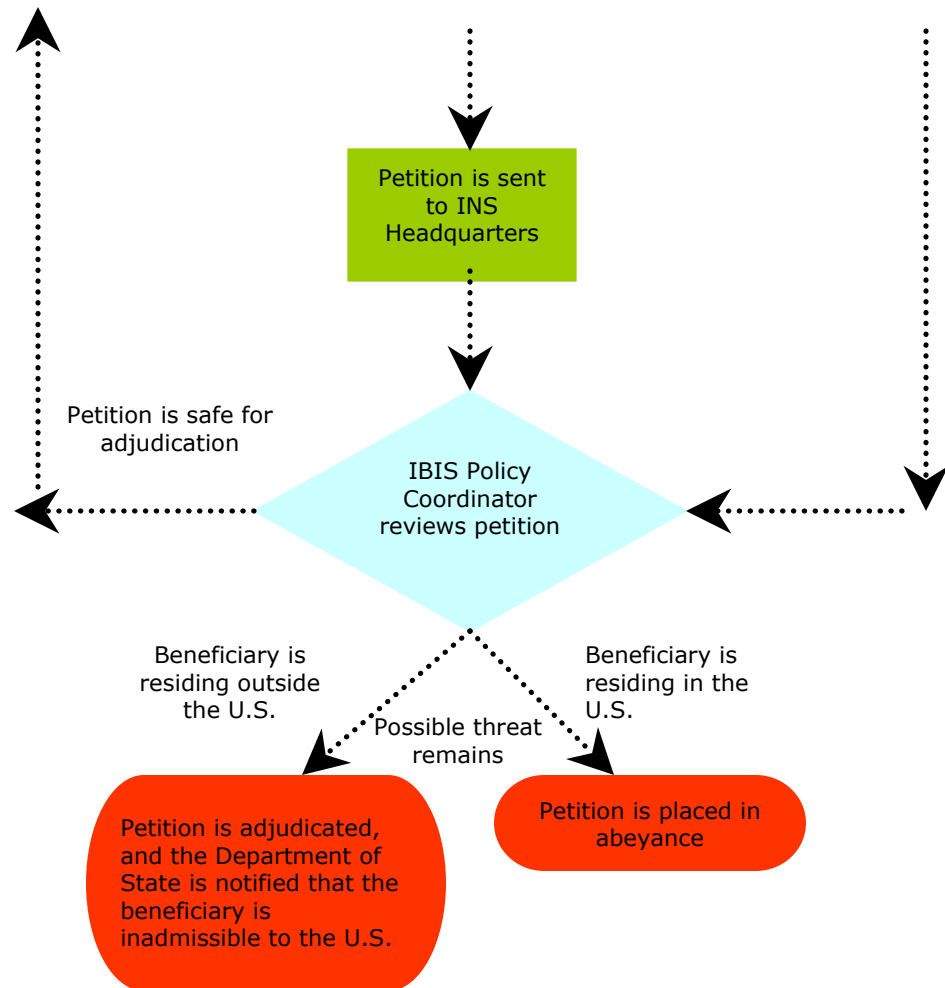 Petition is sent
to INS
Headquarters
Petition is safe for
adjudication
IBIS Policy
Coordinator
reviews petition
Beneficiary is
residing outside
the U.S.
Beneficiary is
residing in the
U.S.
Possible threat
remains
Petition is adjudicated,
and the Department of
State is notified that the
beneficiary is
inadmissible to the U.S.
Petition is placed in
abeyance